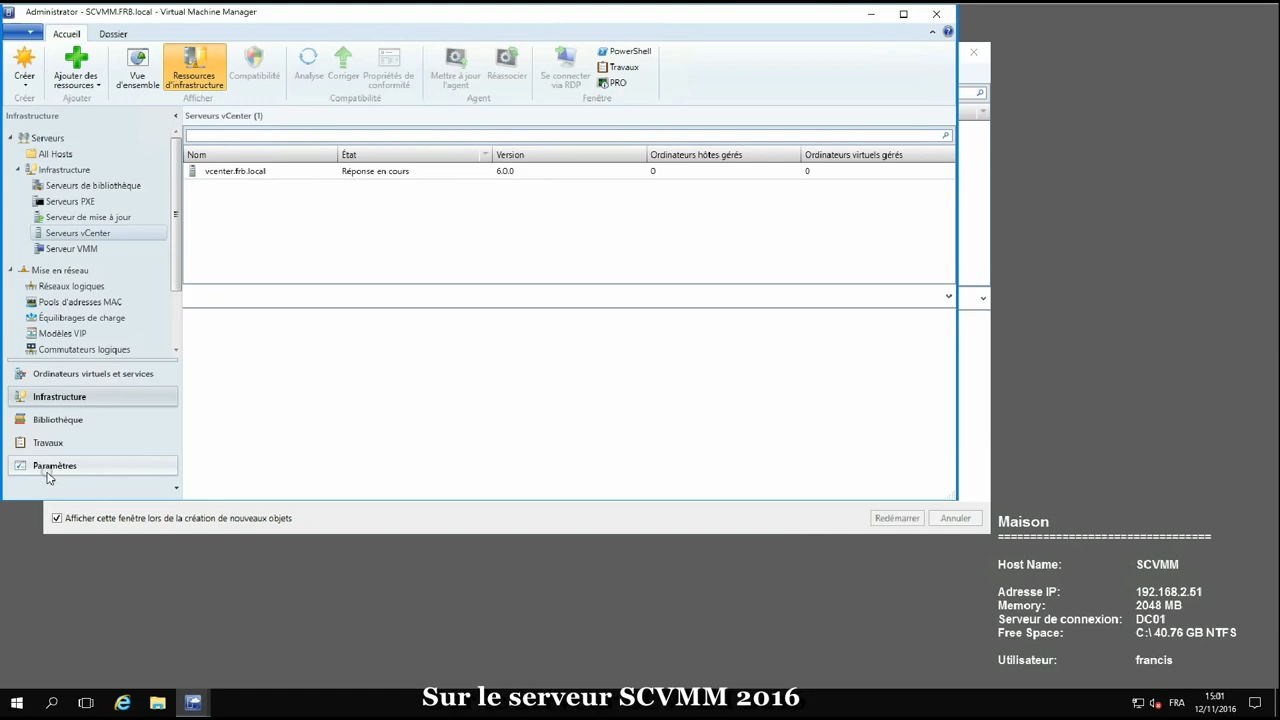 Administrator - SCVMM.FRB.local - Virtual Machine Manager
Accueil
Dossier
Créer
Ajouter des ressources
Vue d'ensemble
Ressources d'infrastructure
Compatibilité
Analyse
Corriger
Propriétés de conformité
Mettre à jour l'agent
Réassocier
Se connecter via RDP
PowerShell
Travaux
PRO
Créer
Ajouter
Afficher
Compatibilité
Agent
Fenêtre
Infrastructure
Serveurs
All Hosts
Infrastructure
Serveurs de bibliothèque
Serveurs PXE
Serveur de mise à jour
Serveurs vCenter
Serveur VMM
Mise en réseau
Réseaux logiques
Pools d'adresses MAC
Équilibrages de charge
Modèles VIP
Commutateurs logiques
Ordinateurs virtuels et services
Infrastructure
Bibliothèque
Travaux
Paramètres
Serveurs vCenter (1)
Nom État Version Ordinateurs hôtes gérés Ordinateurs virtuels gérés
vcenter.frb.local Réponse en cours 6.0.0 0 0
Afficher cette fenêtre lors de la création de nouveaux objets
Redémarrer
Annuler
Maison
===============================
Host Name: SCVMM
Adresse IP: 192.168.2.51
Memory: 2048 MB
Serveur de connexion: DC01
Free Space: C:\ 40.76 GB NTFS
Utilisateur: francis
Sur le serveur SCVMM 2016
FRA
15:01
12/11/2016